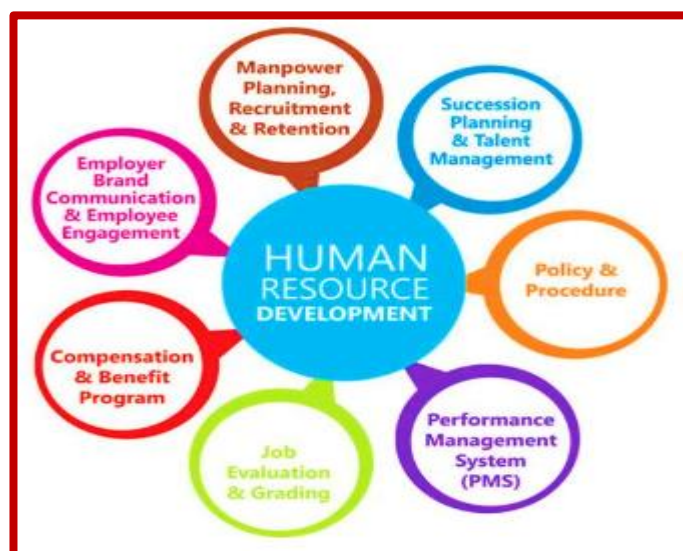 Manpower
Planning,
Recruitment
& Retention
Succession
Planning
& Talent
Management
Employer
Brand
Communication
& Employee
Engagement
HUMAN
RESOURCE
DEVELOPMENT
Policy &
Procedure
Compensation
& Benefit
Program
Performance
Management
System
(PMS)
Job
Evaluation
& Grading